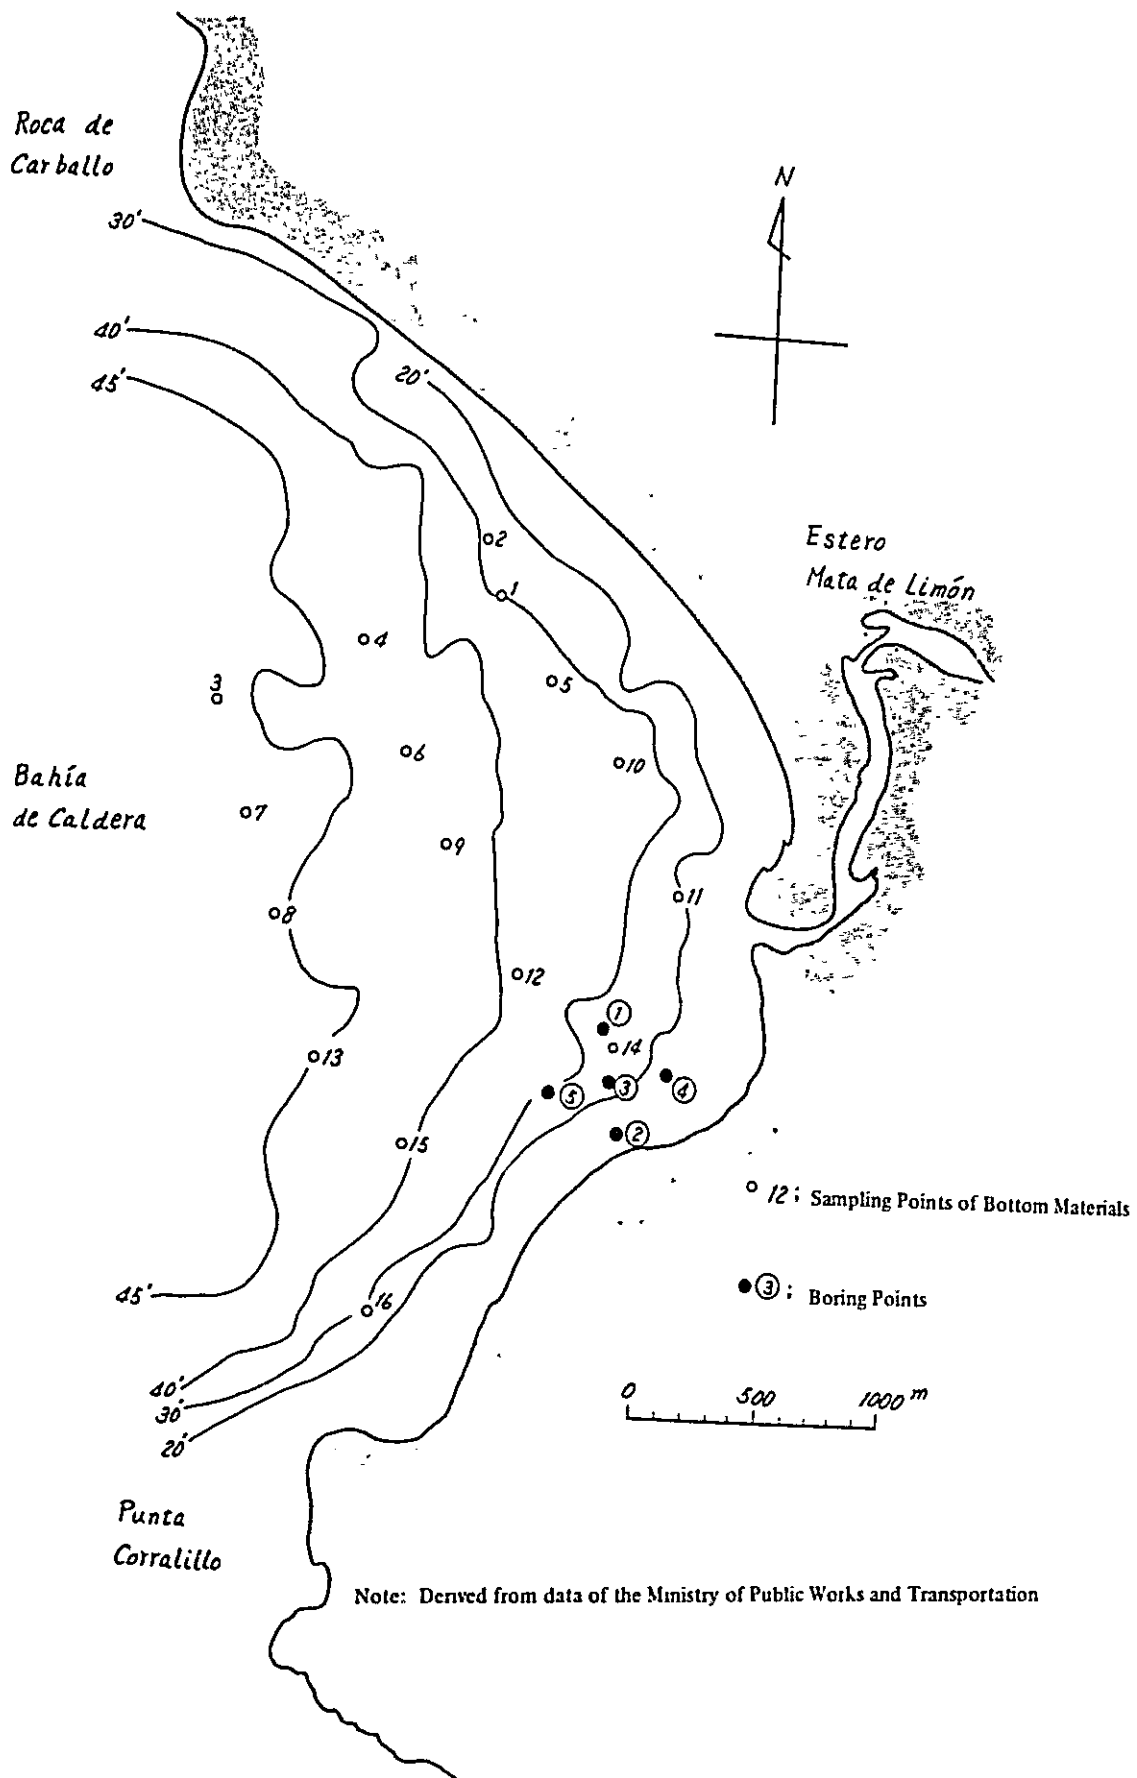 Roca de
Carballo
N
30'
40'
20'
45'
2
1
Estero
Mata de Limón
4
3
5
6
10
Bahía
de Caldera
7
9
11
8
12
1
14
13
3
4
5
2
15
12 ; Sampling Points of Bottom Materials
3 ; Boring Points
45'
16
40'
30'
20'
0 500 1000 m
Punta
Corralillo
Note: Derived from data of the Ministry of Public Works and Transportation